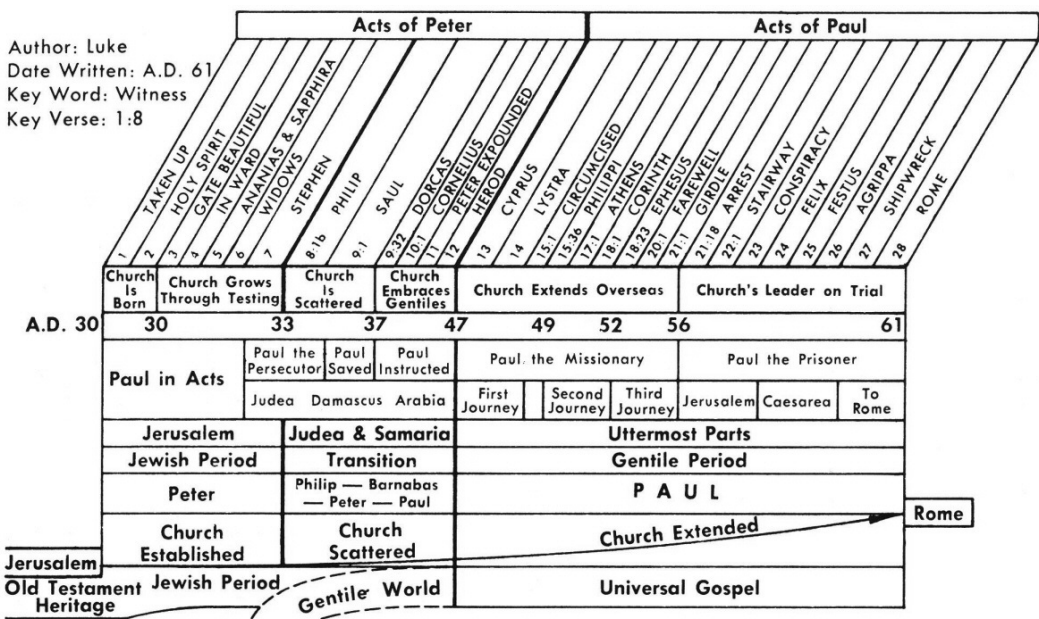 Acts of Peter
Acts of Paul
Author: Luke
Date Written: A.D. 61
Key Word: Witness
Key Verse: 1:8
TAKEN UP
HOLY SPIRIT
GATE BEAUTIFUL
IN WARD
ANANIAS & SAPPHIRA
WIDOWS
STEPHEN
PHILIP
SAUL
DORCAS
CORNELIUS
PETER EXPOUNDED
HEROD
CYPRUS
LYSTRA
CIRCUMCISED
PHILIPPI
ATHENS
CORINTH
EPHESUS
FAREWELL
GIRDLE
ARREST
STAIRWAY
CONSPIRACY
FELIX
FESTUS
AGRIPPA
SHIPWRECK
ROME
1 2 3 4 5 6 7 8:1b 9:1 9:32 10:1 11 12 13 14 15:1 15:36 17:1 18:1 18:23 20:1 21:1 21:18 22:1 23 24 25 26 27 28
Church Is Born
Church Grows Through Testing
Church Is Scattered
Church Embraces Gentiles
Church Extends Overseas
Church's Leader on Trial
A.D. 30 30 33 37 47 49 52 56 61
Paul in Acts
Paul the Persecutor
Paul Saved
Paul Instructed
Paul the Missionary
Paul the Prisoner
Judea Damascus Arabia
First Journey
Second Journey
Third Journey
Jerusalem
Caesarea
To Rome
Jerusalem
Judea & Samaria
Uttermost Parts
Jewish Period
Transition
Gentile Period
Peter
Philip — Barnabas
— Peter — Paul
PAUL
Church Established
Church Scattered
Church Extended
Rome
Jerusalem
Old Testament Heritage
Jewish Period
Gentile World
Universal Gospel